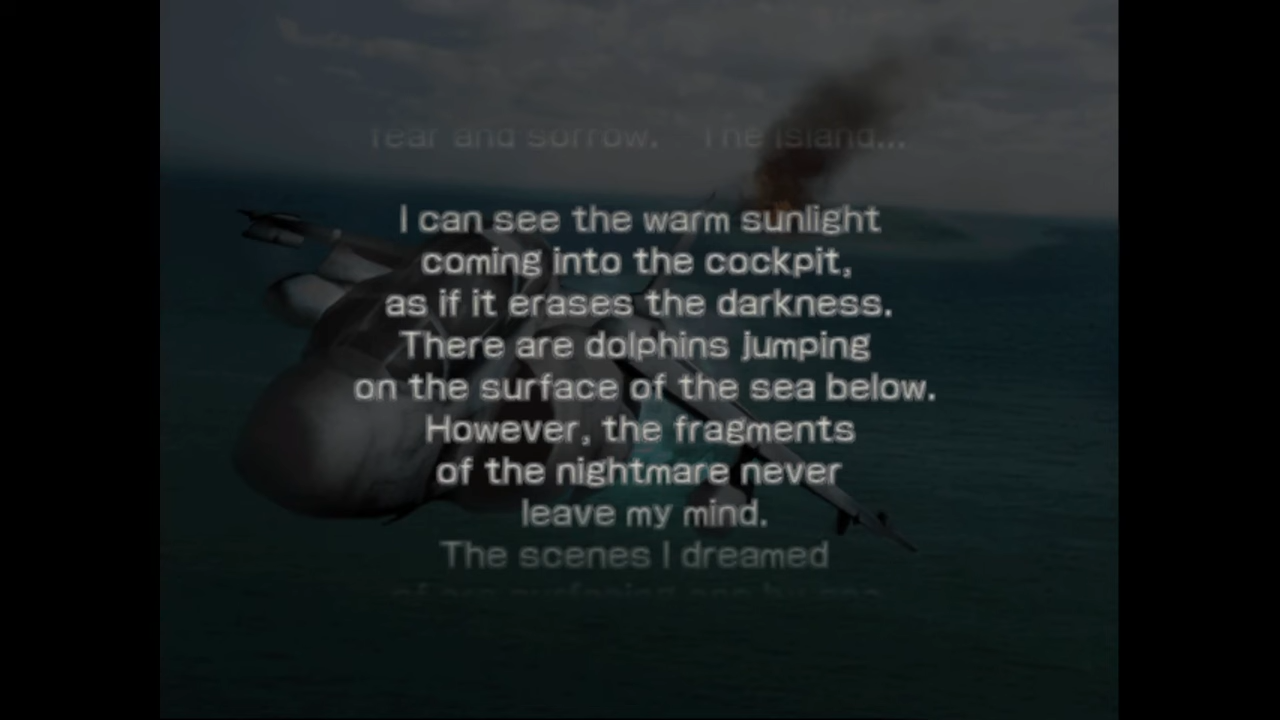 fear and sorrow. The island...
I can see the warm sunlight
coming into the cockpit,
as if it erases the darkness.
There are dolphins jumping
on the surface of the sea below.
However, the fragments
of the nightmare never
leave my mind.
The scenes I dreamed
of are